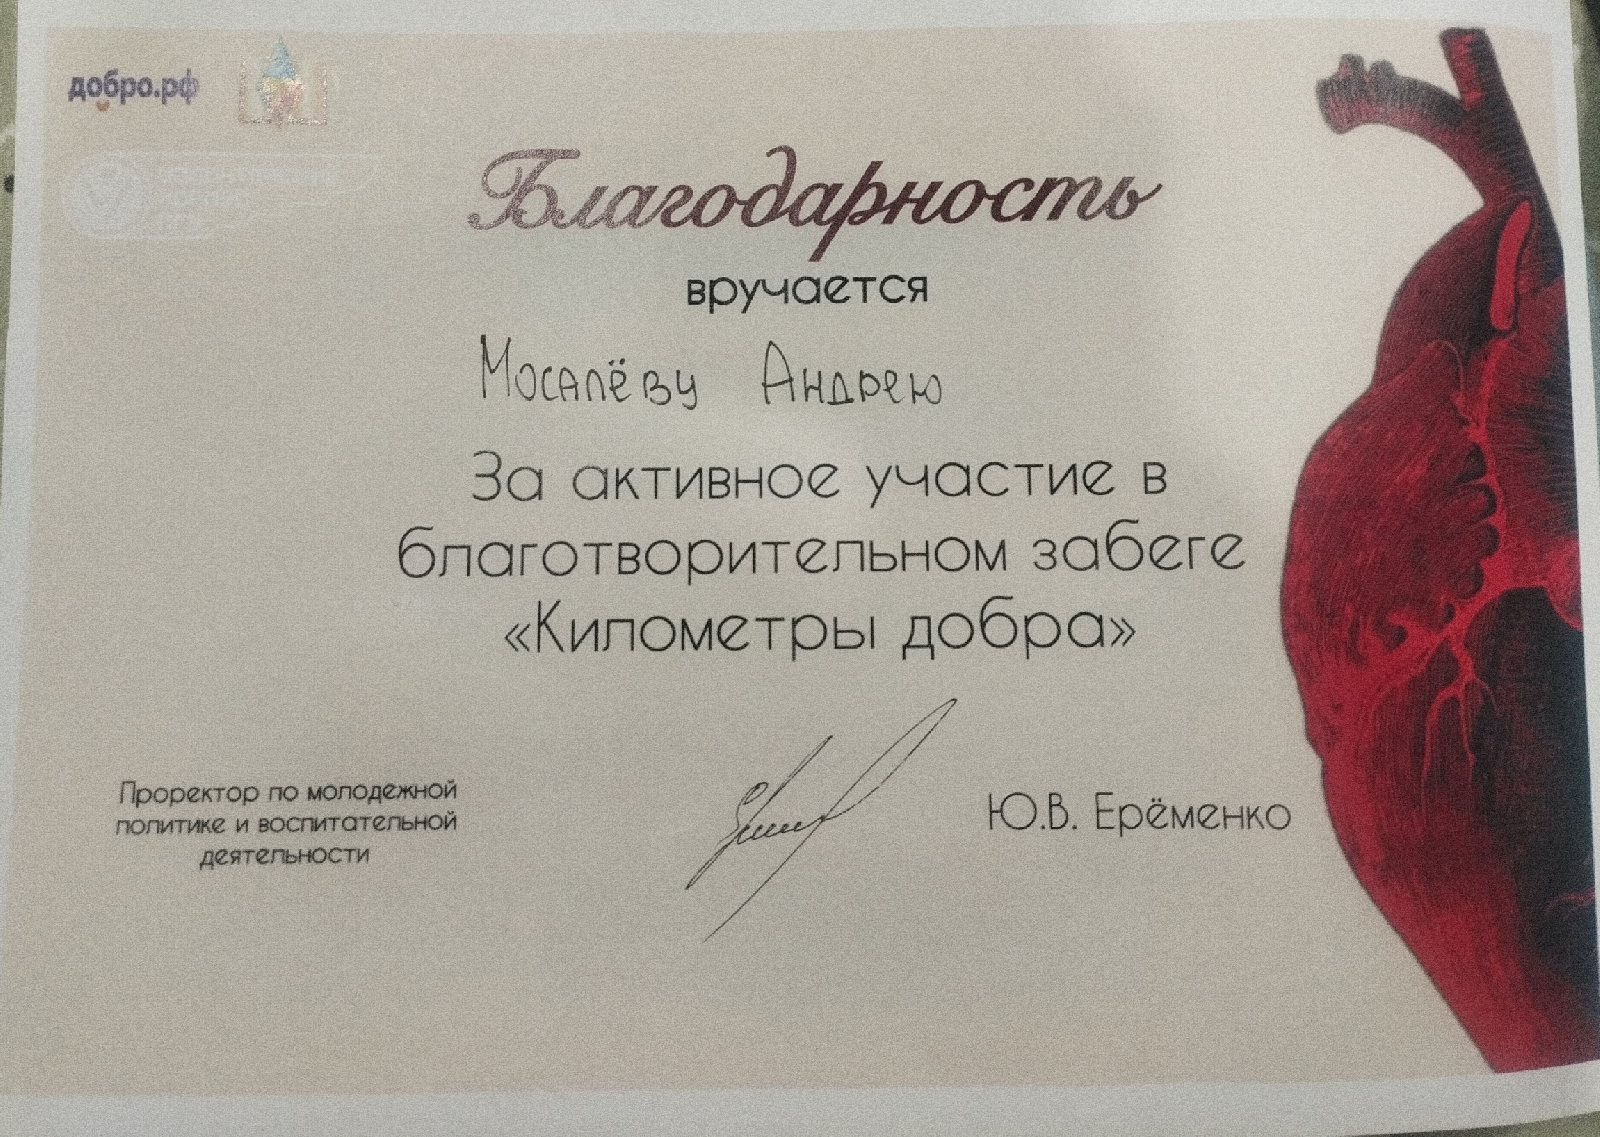 добро.рф
Благодарность
вручается
Мосалёву Андрею
За активное участие в
благотворительном забеге
«Километры добра»
Проректор по молодежной
политике и воспитательной
деятельности
Ю.В. Ерёменко